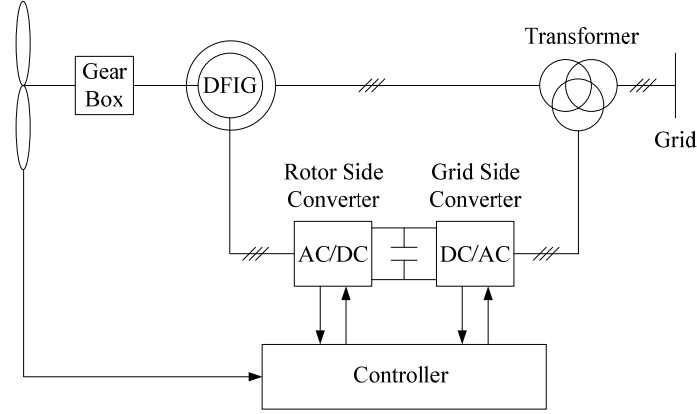 Transformer
Gear
Box
DFIG
Grid
Rotor Side
Converter
Grid Side
Converter
AC/DC
DC/AC
Controller